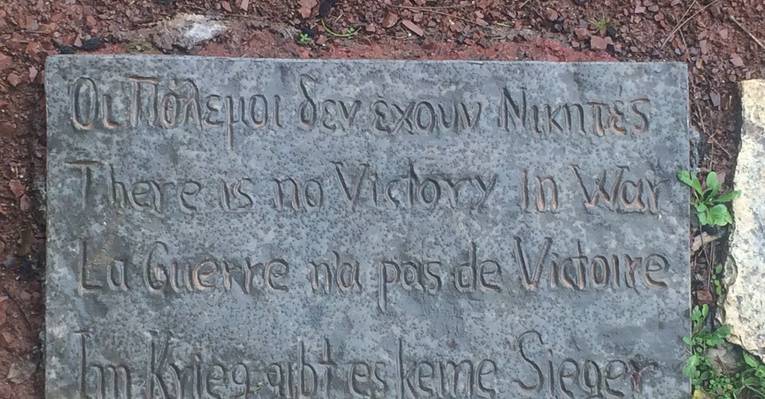 Οι Πόλεμοι δεν έχουν Νικητές
There is no Victory In War
La Guerre n'a pas de Victoire
Im Krieg gibt es keine Sieger